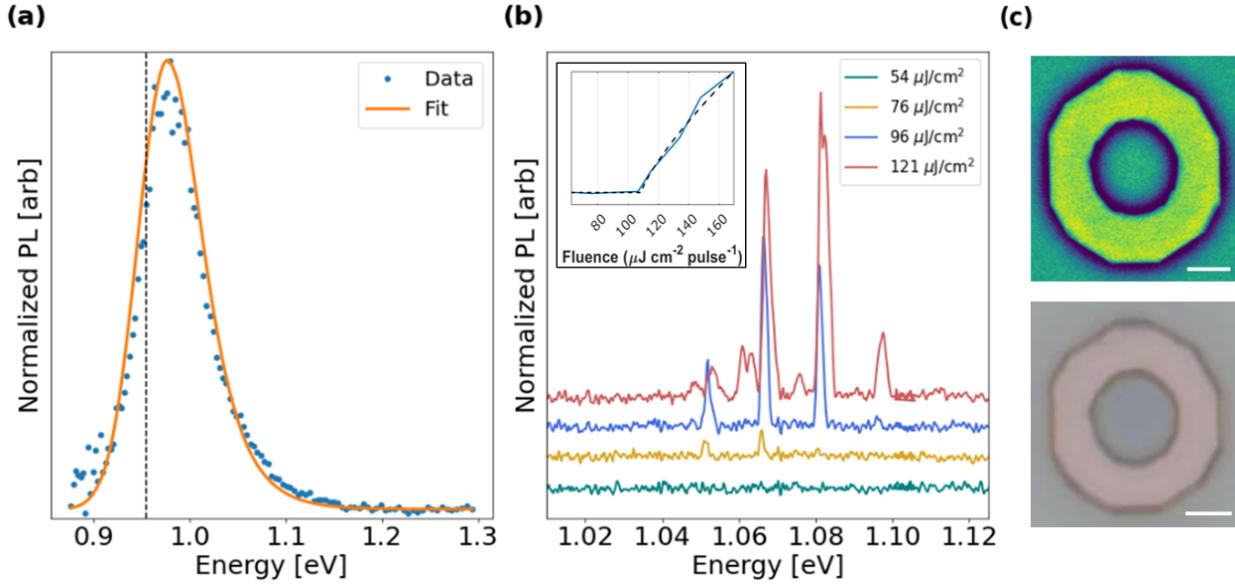 (a)
Normalized PL [arb]
Data
Fit
0.9 1.0 1.1 1.2 1.3
Energy [eV]
(b)
Normalized PL [arb]
80 100 120 140 160
Fluence (μJ cm⁻² pulse⁻¹)
54 μJ/cm²
76 μJ/cm²
96 μJ/cm²
121 μJ/cm²
1.02 1.04 1.06 1.08 1.10 1.12
Energy [eV]
(c)